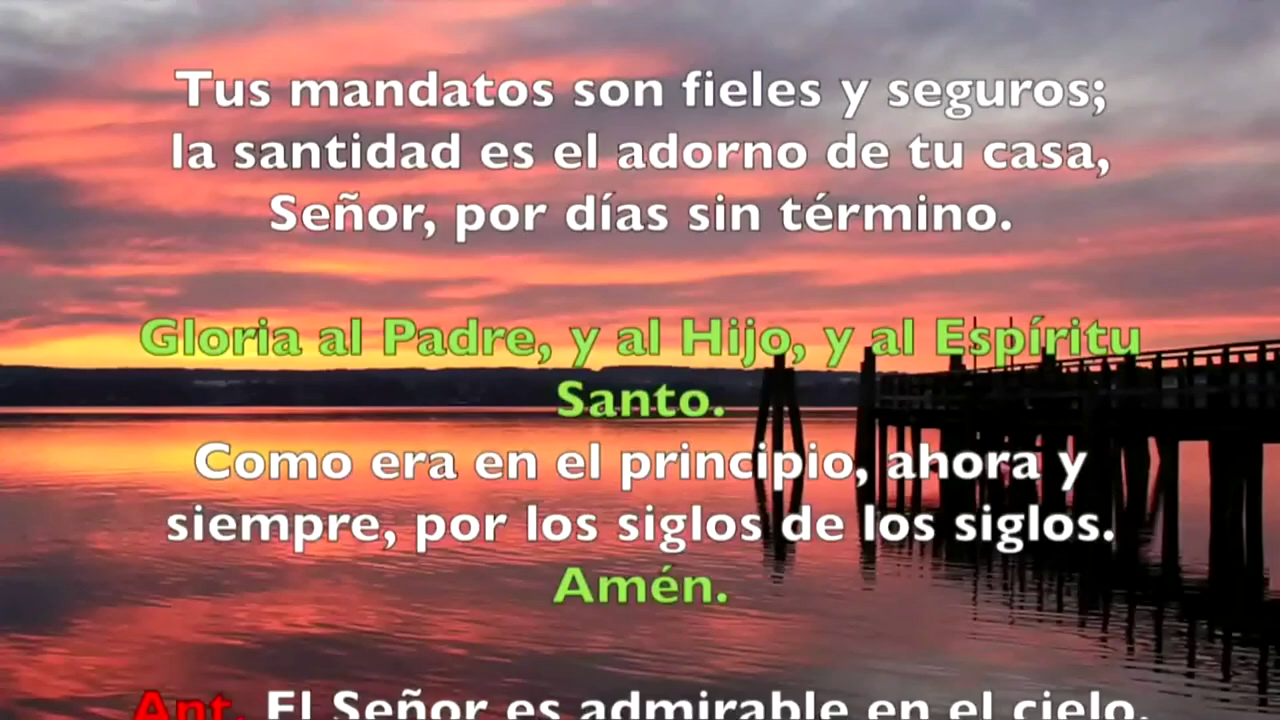 Tus mandatos son fieles y seguros;
la santidad es el adorno de tu casa,
Señor, por días sin término.
Gloria al Padre, y al Hijo, y al Espíritu
Santo.
Como era en el principio, ahora y
siempre, por los siglos de los siglos.
Amén.
Ant. El Señor es admirable en el cielo.